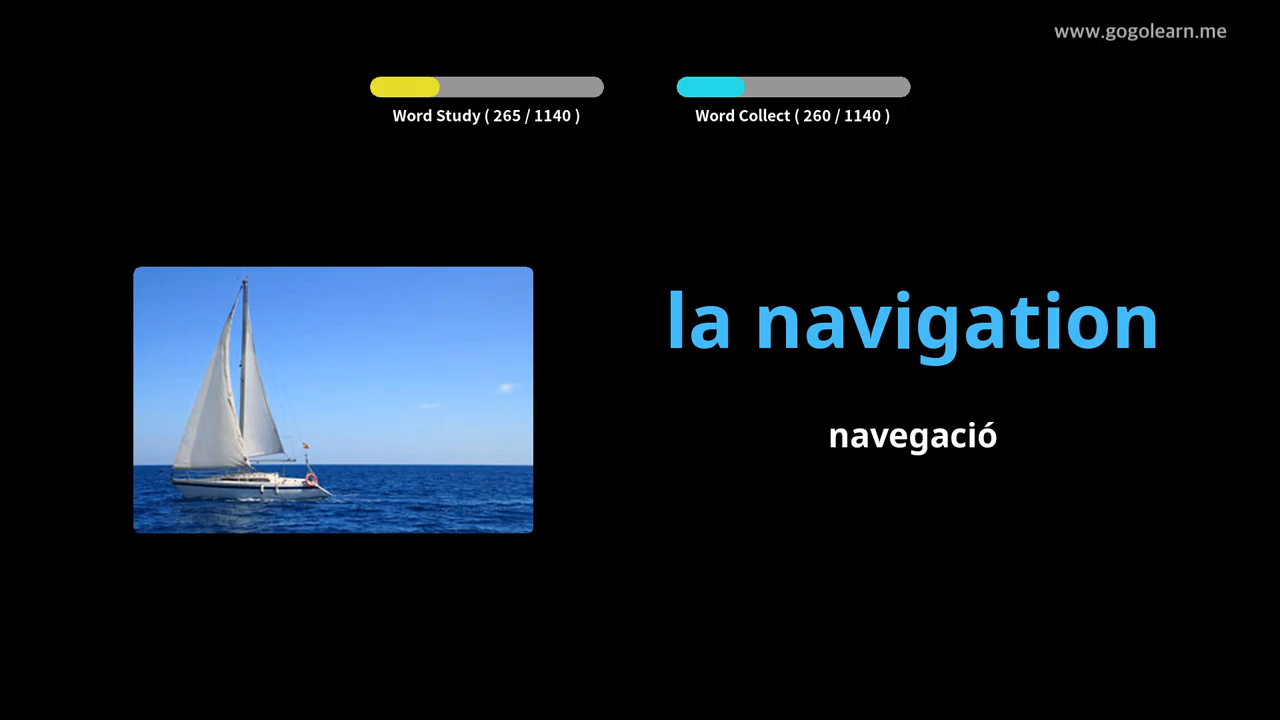 www.gogolearn.me
Word Study ( 265 / 1140 )
Word Collect ( 260 / 1140 )
la navigation
navegació